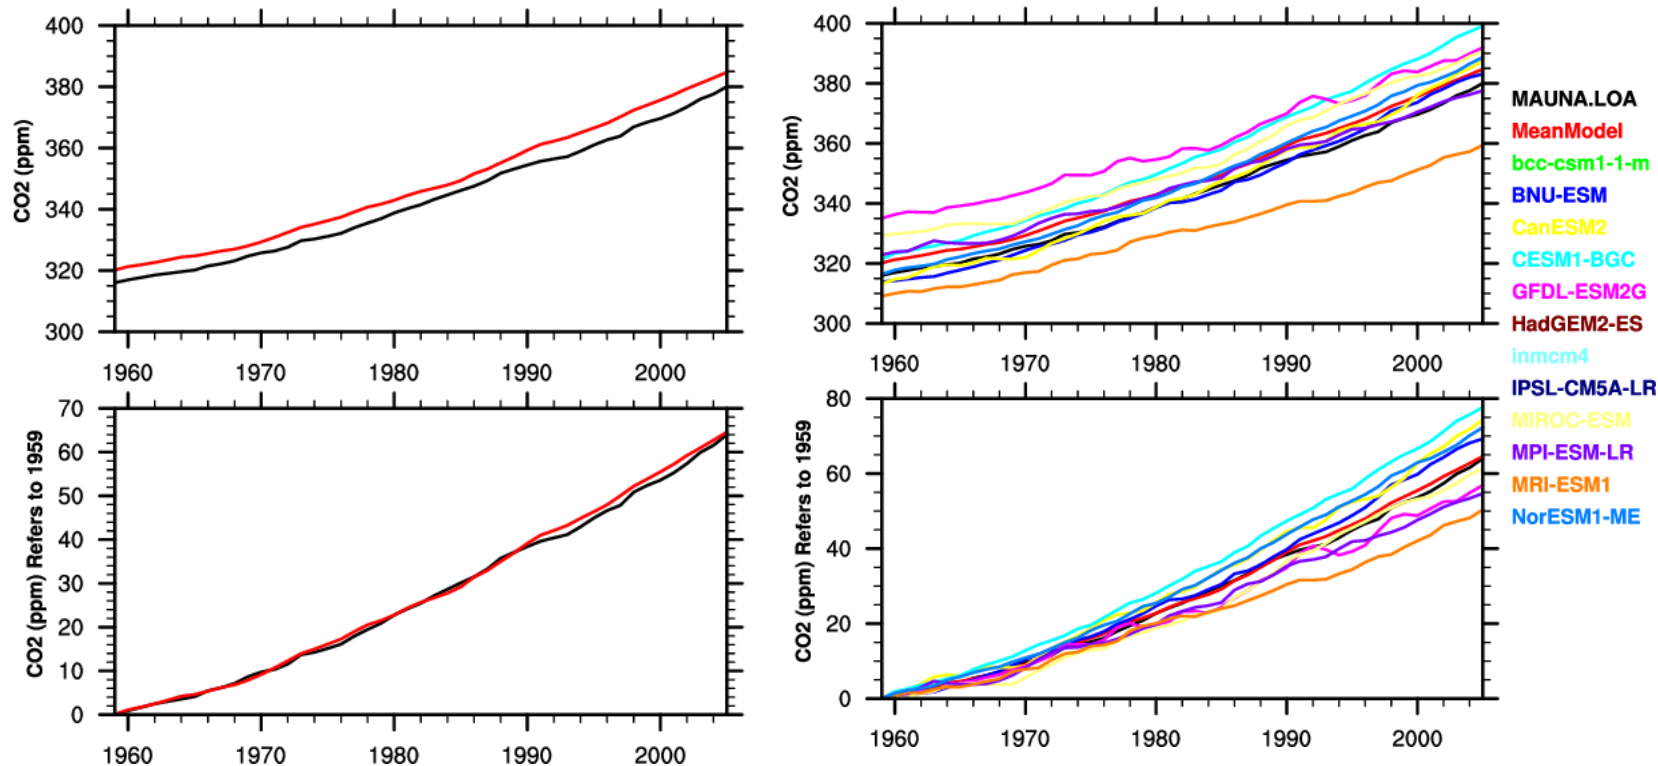 400
380
360
340
320
300
CO2 (ppm)
1960 1970 1980 1990 2000
400
380
360
340
320
300
CO2 (ppm)
1960 1970 1980 1990 2000
70
60
50
40
30
20
10
0
CO2 (ppm) Refers to 1959
1960 1970 1980 1990 2000
80
60
40
20
0
CO2 (ppm) Refers to 1959
1960 1970 1980 1990 2000
MAUNA.LOA
MeanModel
bcc-csm1-1-m
BNU-ESM
CanESM2
CESM1-BGC
GFDL-ESM2G
HadGEM2-ES
inmcm4
IPSL-CM5A-LR
MIROC-ESM
MPI-ESM-LR
MRI-ESM1
NorESM1-ME